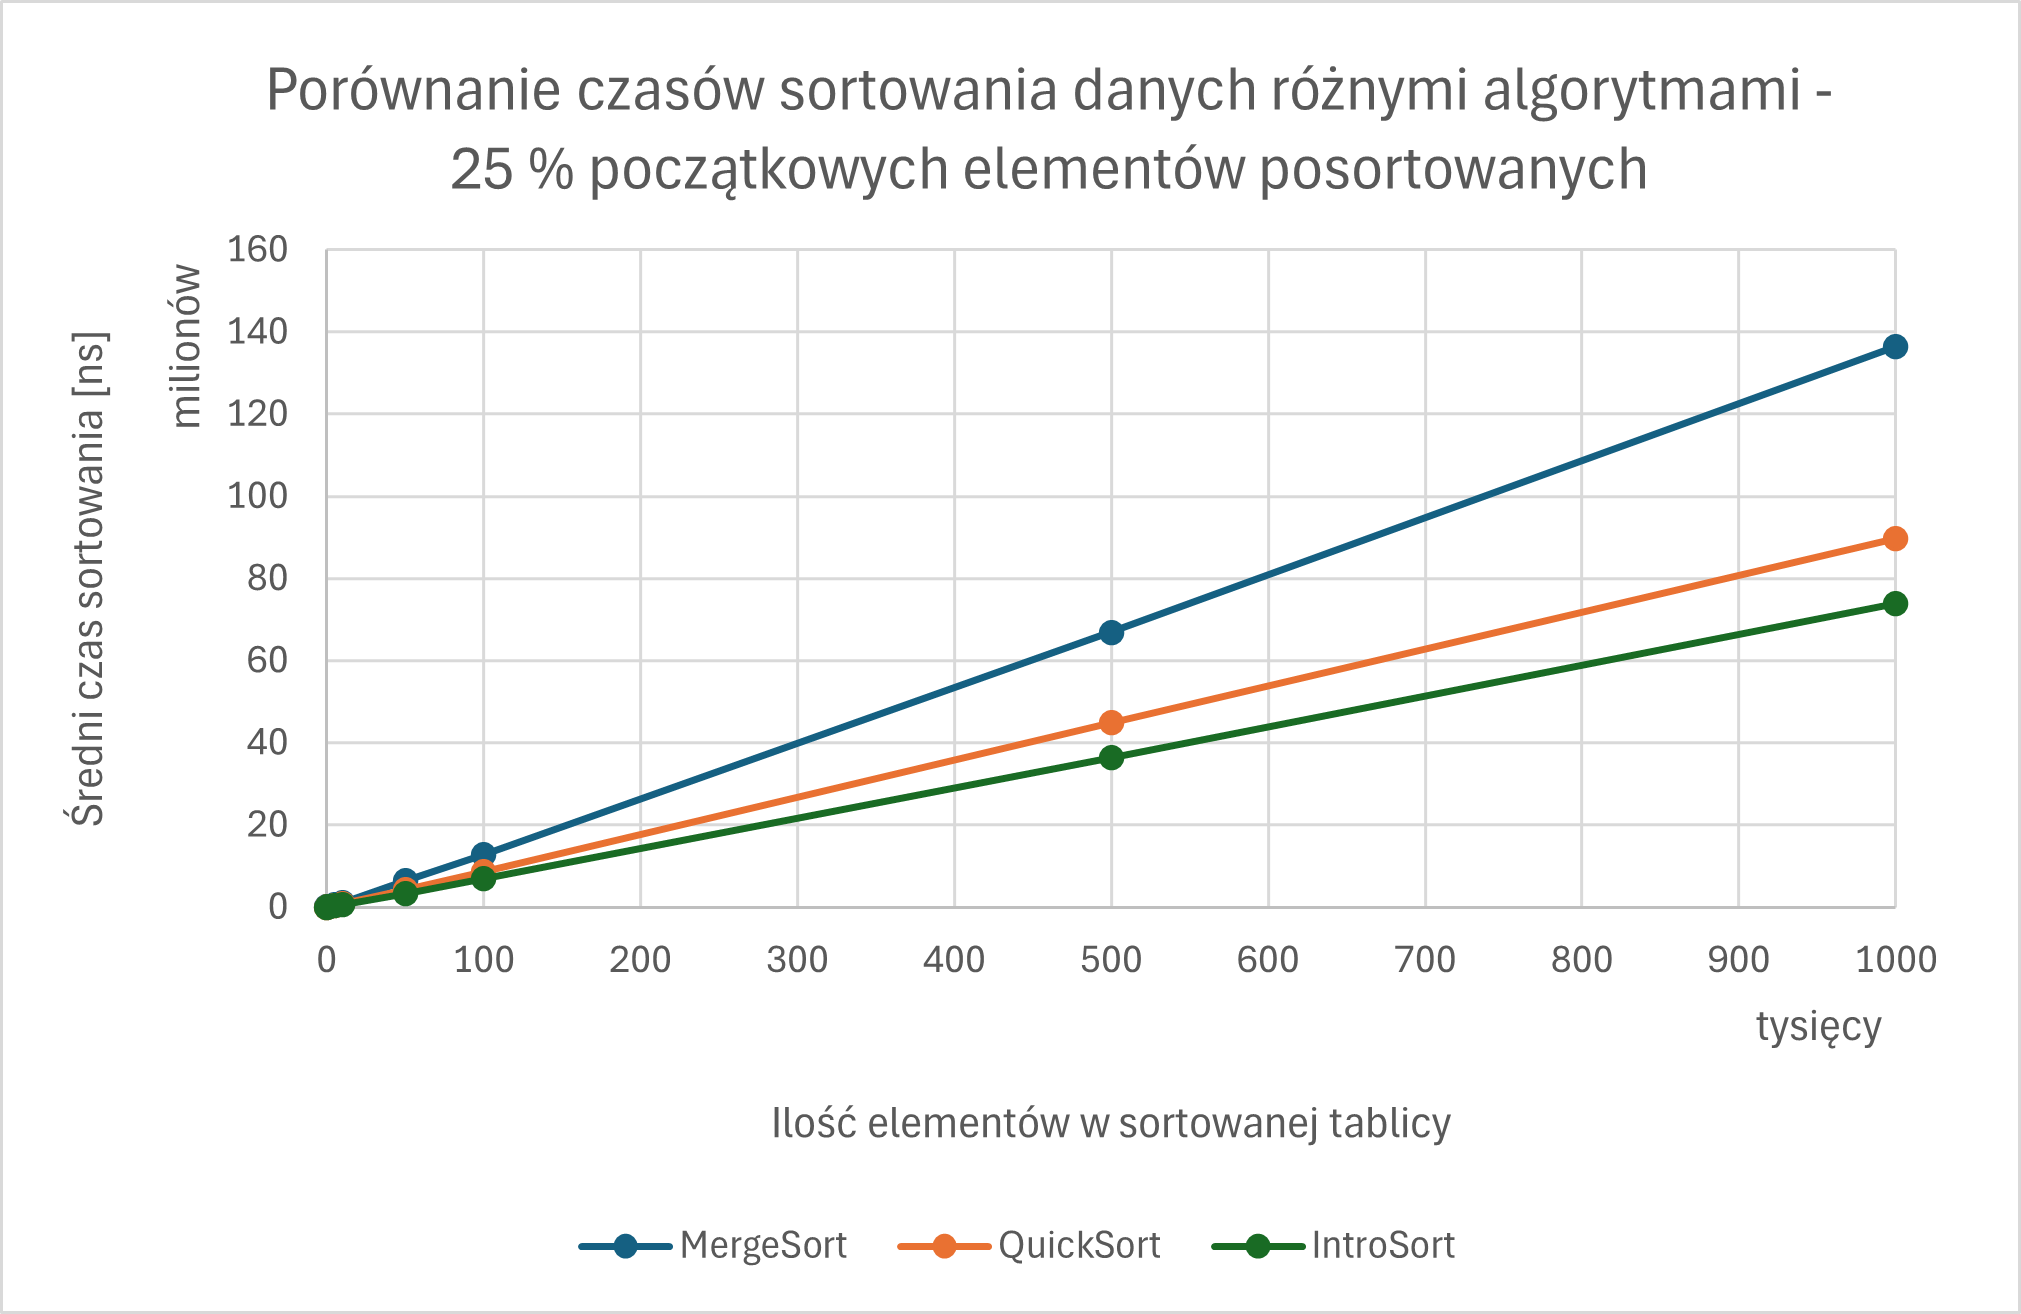 Porównanie czasów sortowania danych różnymi algorytmami -
25 % początkowych elementów posortowanych
Średni czas sortowania [ns]
milionów
160
140
120
100
80
60
40
20
0
0 100 200 300 400 500 600 700 800 900 1000
tysięcy
Ilość elementów w sortowanej tablicy
MergeSort QuickSort IntroSort